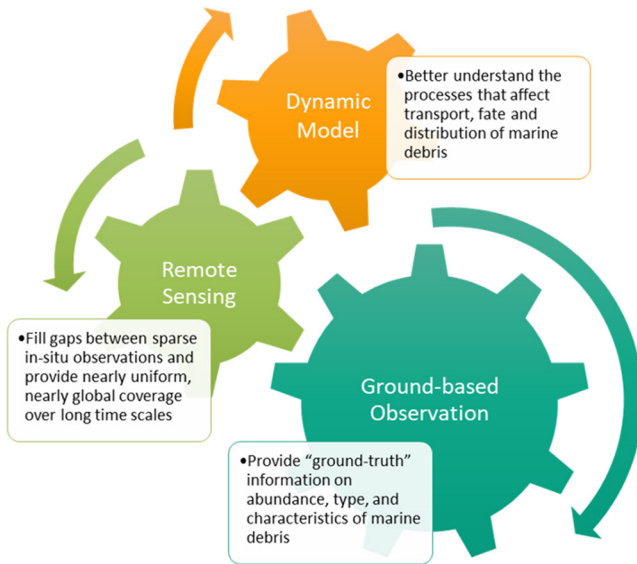 Dynamic
Model
•Better understand the
processes that affect
transport, fate and
distribution of marine
debris
Remote
Sensing
•Fill gaps between sparse
in-situ observations and
provide nearly uniform,
nearly global coverage
over long time scales
Ground-based
Observation
•Provide “ground-truth”
information on
abundance, type, and
characteristics of marine
debris